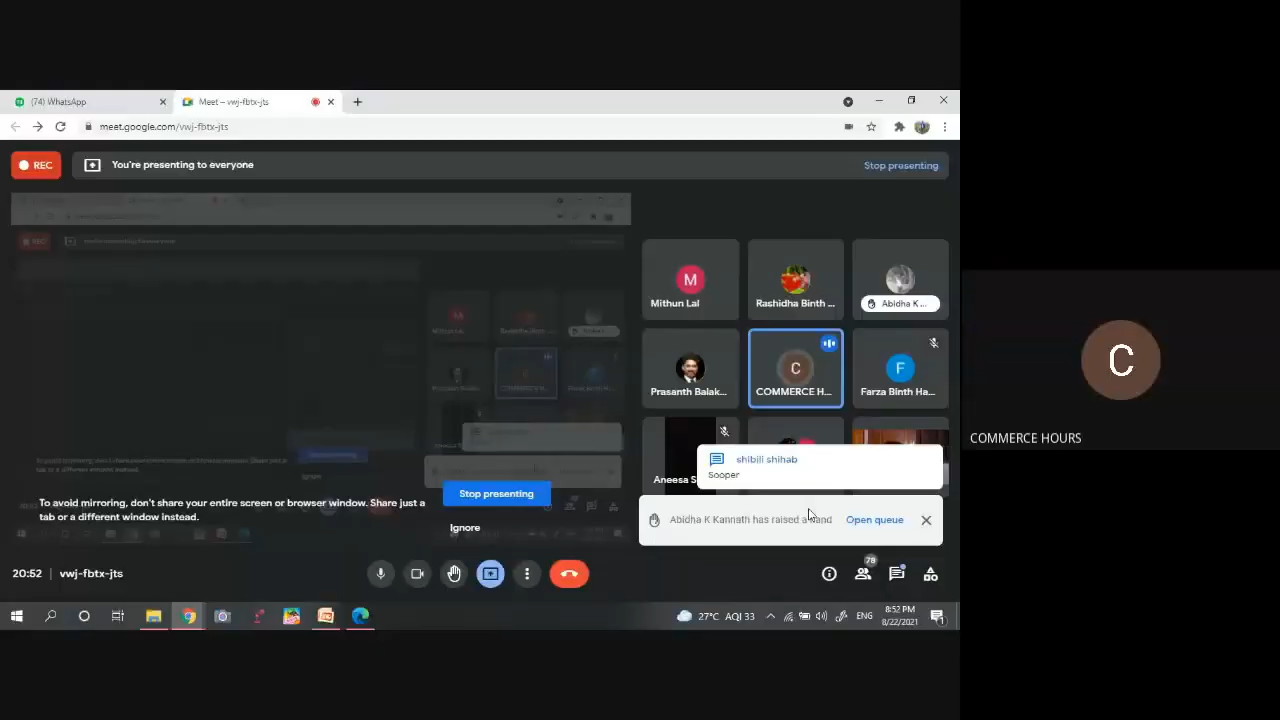 (74) WhatsApp
Meet – vwj-fbtx-jts
meet.google.com/vwj-fbtx-jts
REC
You're presenting to everyone
Stop presenting
M
Mithun Lal
Rashidha Binth ...
Abidha K ...
Prasanth Balak...
C
COMMERCE H...
F
Farza Binth Ha...
Aneesa S
shibili shihab
Sooper
To avoid mirroring, don't share your entire screen or browser window. Share just a
tab or a different window instead.
Stop presenting
Ignore
Abidha K Kannath has raised a hand
Open queue
20:52 | vwj-fbtx-jts
78
27°C AQI 33
ENG
8:52 PM
8/22/2021
1
C
COMMERCE HOURS